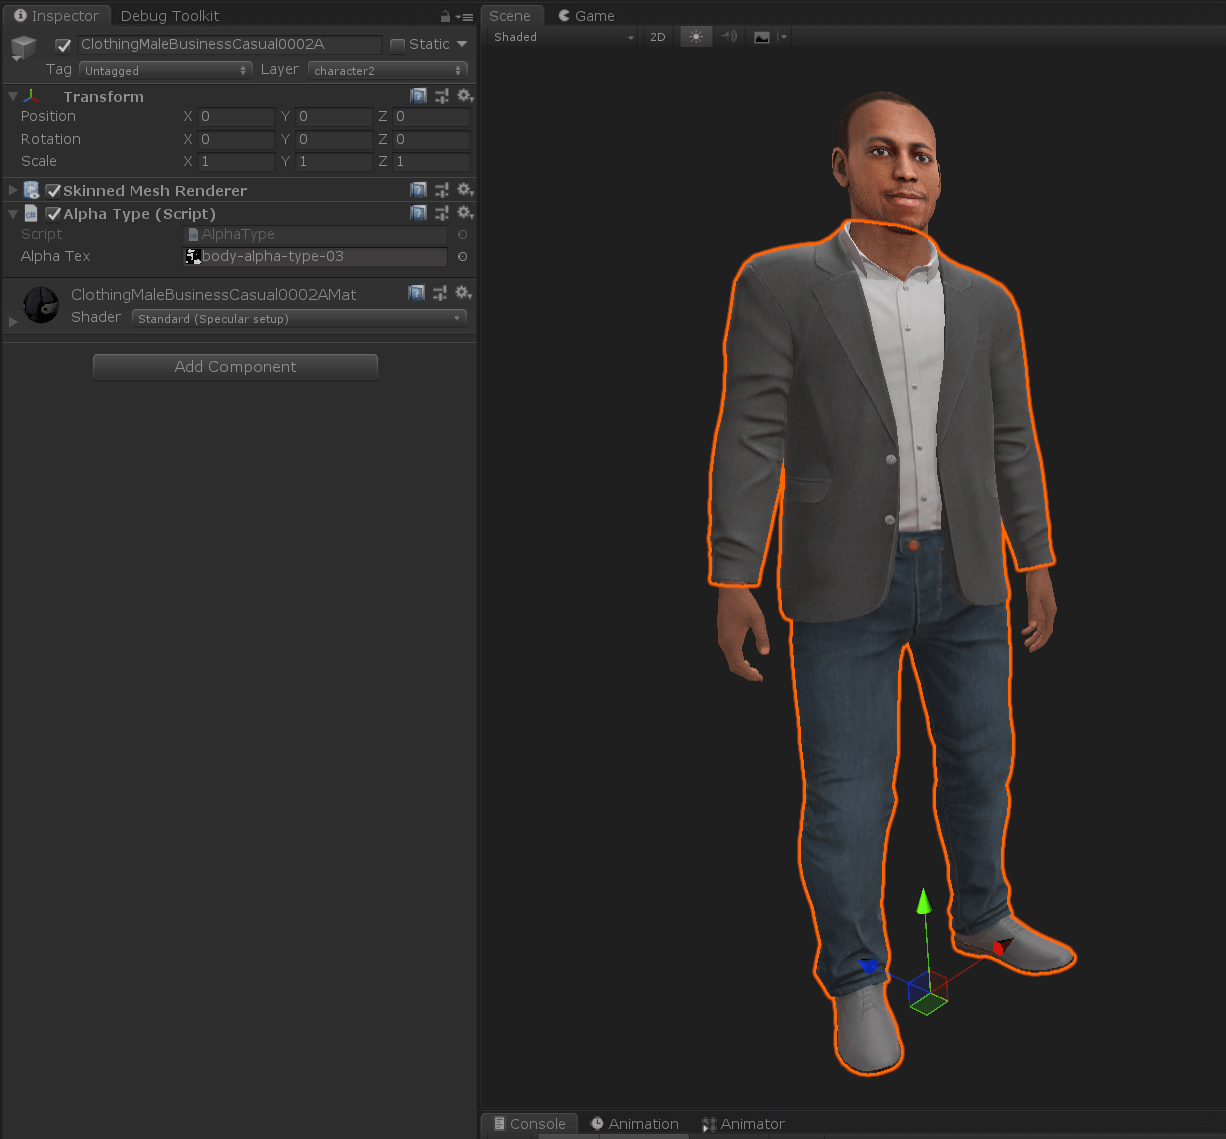 Inspector Debug Toolkit
ClothingMaleBusinessCasual0002A Static
Tag Untagged Layer character2
Transform
Position X 0 Y 0 Z 0
Rotation X 0 Y 0 Z 0
Scale X 1 Y 1 Z 1
Skinned Mesh Renderer
Alpha Type (Script)
Script AlphaType
Alpha Tex body-alpha-type-03
ClothingMaleBusinessCasual0002AMat
Shader Standard (Specular setup)
Add Component
Scene Game
Shaded 2D
Console Animation Animator